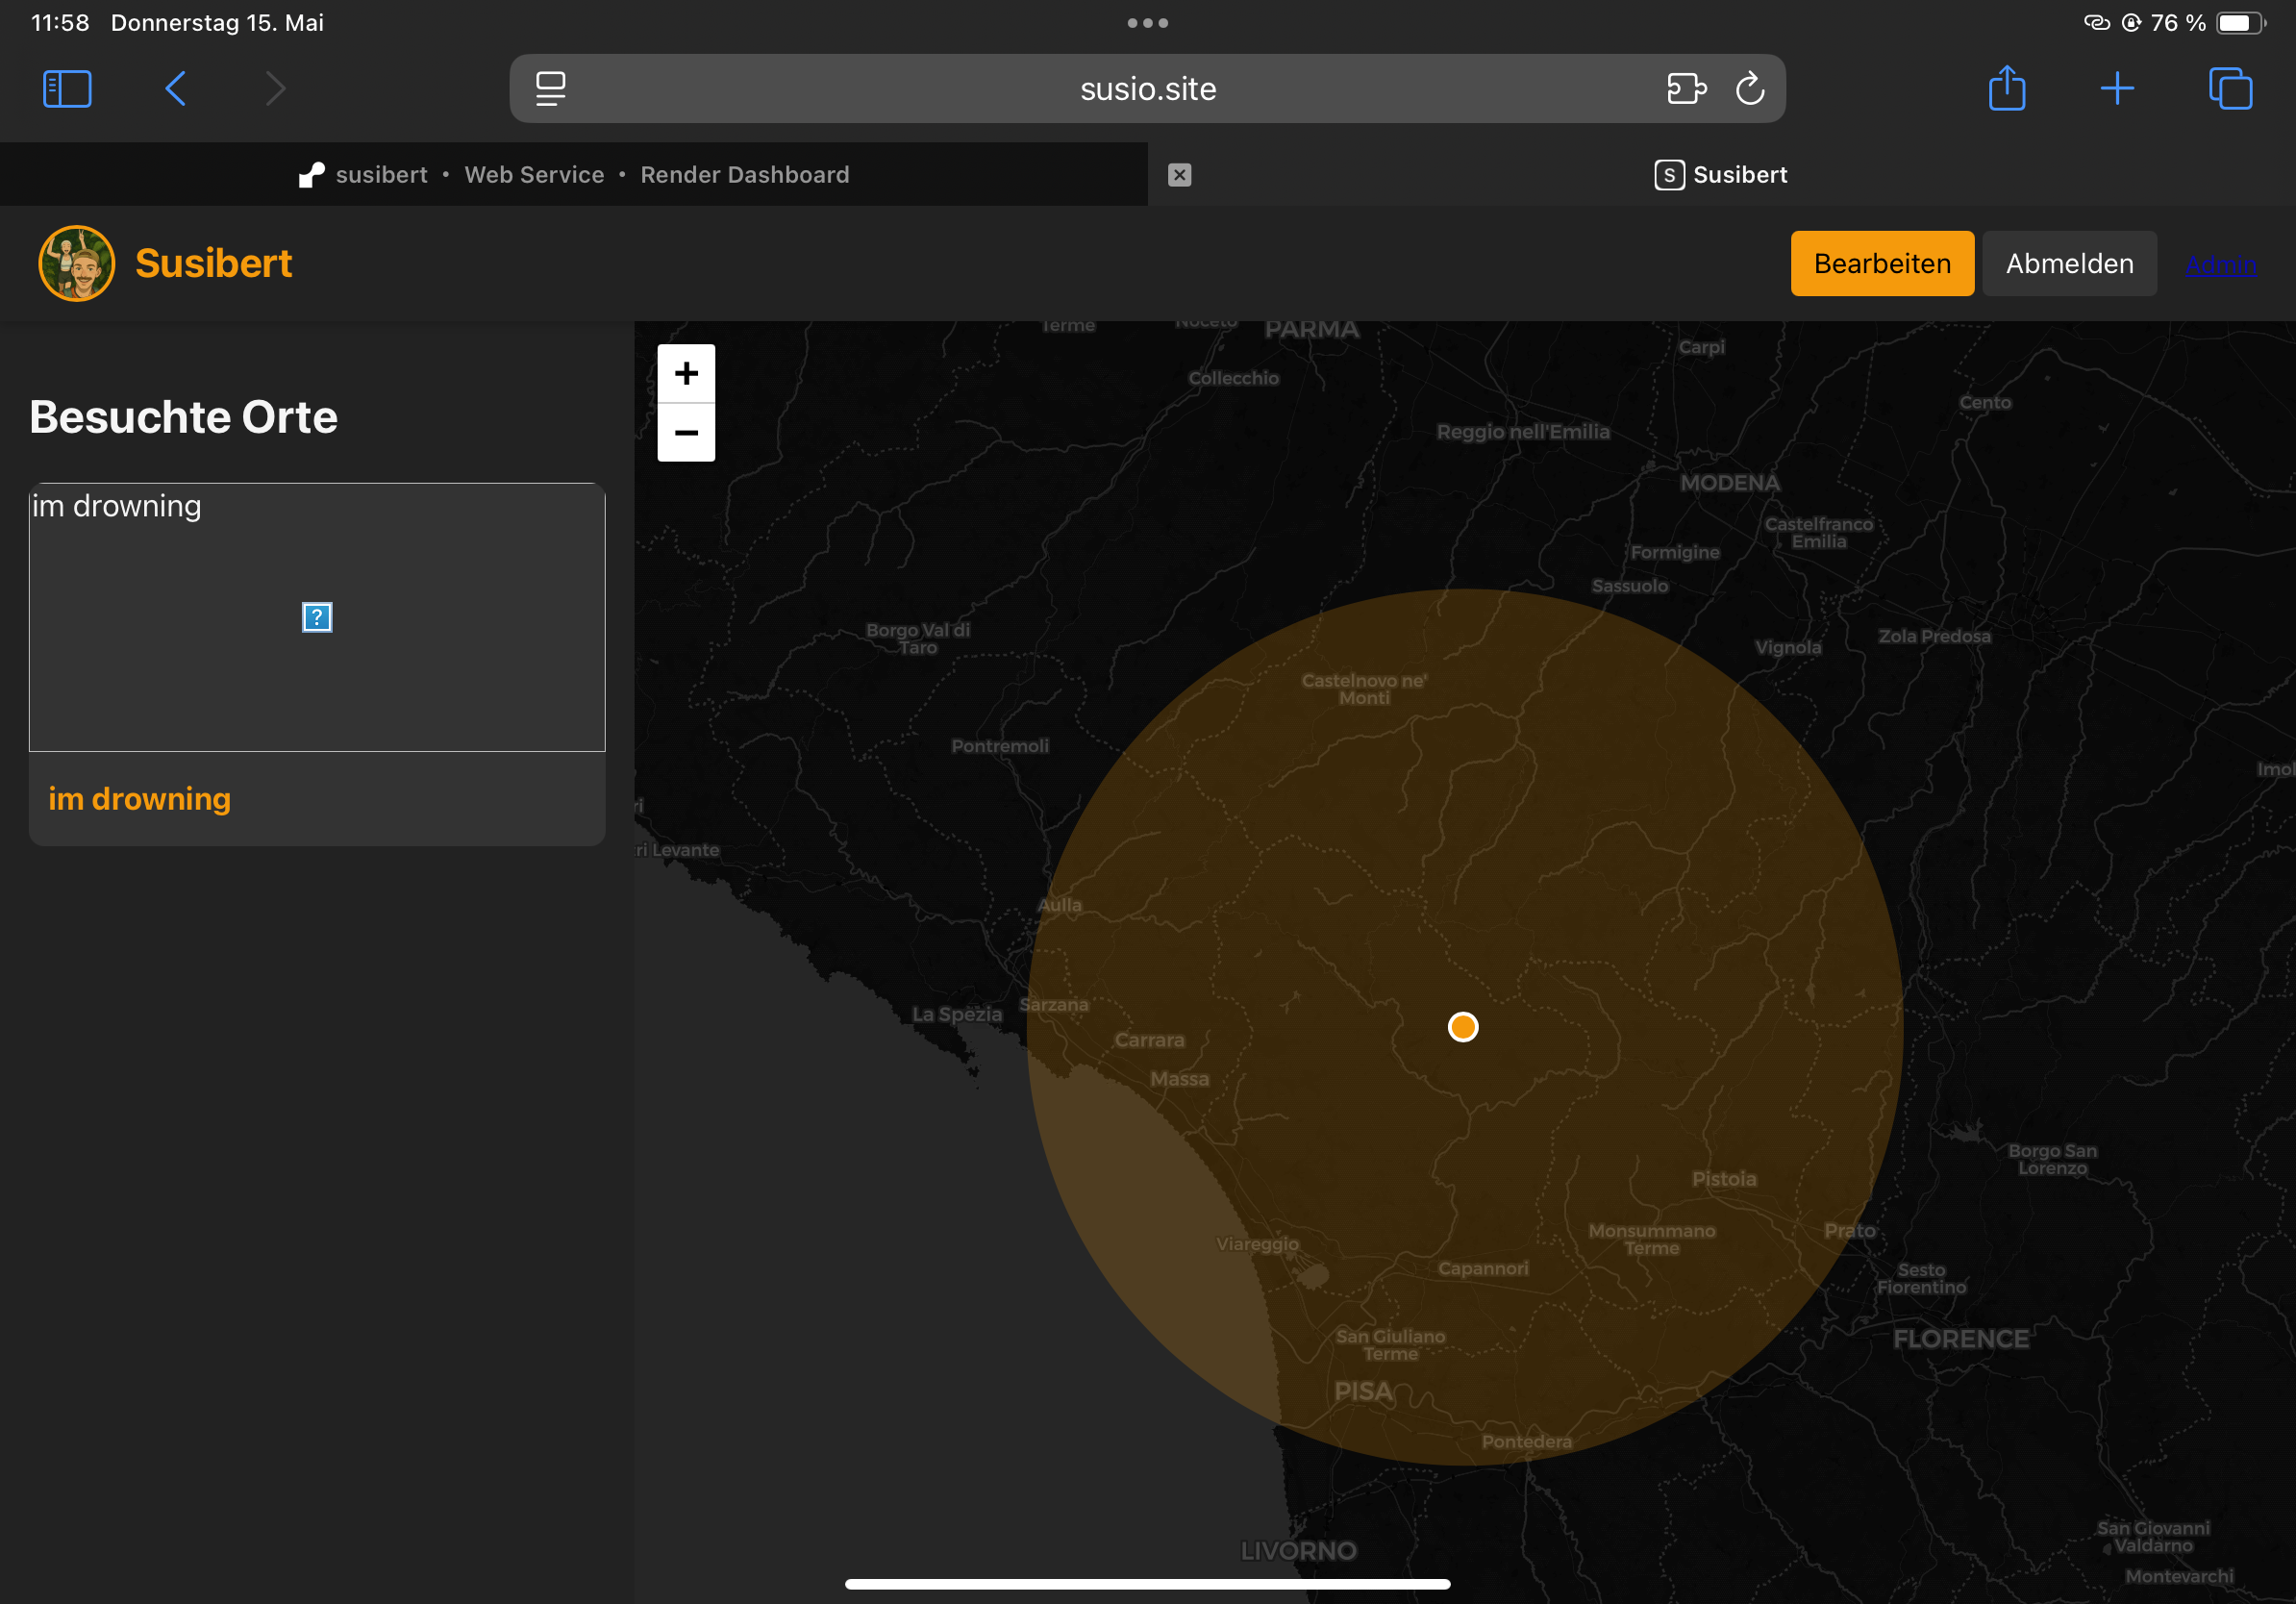 11:58 Donnerstag 15. Mai
76 %
susio.site
susibert • Web Service • Render Dashboard
S Susibert
Susibert
Bearbeiten
Abmelden
Admin
Besuchte Orte
im drowning
?
im drowning
+
−
Terme
Noceto
PARMA
Carpi
Collecchio
Cento
Reggio nell'Emilia
MODENA
Castelfranco
Emilia
Formigine
Sassuolo
Borgo Val di
Taro
Zola Predosa
Vignola
Castelnovo ne'
Monti
Pontremoli
Imol
ri
ri Levante
Aulla
Sarzana
La Spezia
Carrara
Massa
Borgo San
Lorenzo
Pistoia
Monsummano
Terme
Prato
Viareggio
Capannori
Sesto
Fiorentino
San Giuliano
Terme
FLORENCE
PISA
Pontedera
San Giovanni
Valdarno
LIVORNO
Montevarchi